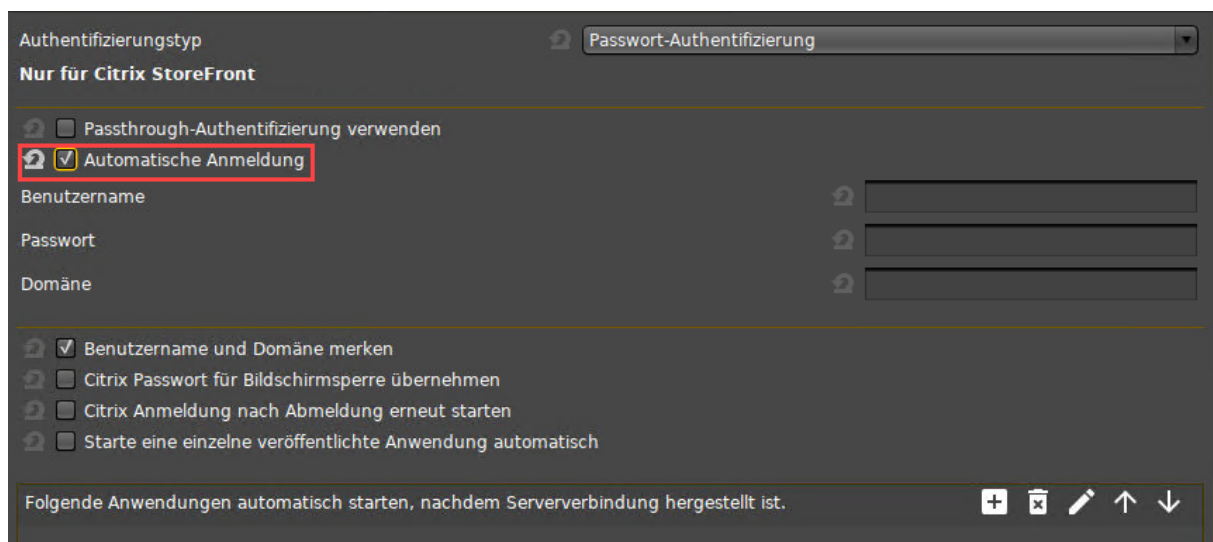 Authentifizierungstyp Passwort-Authentifizierung
Nur für Citrix StoreFront
Passthrough-Authentifizierung verwenden
Automatische Anmeldung
Benutzername
Passwort
Domäne
Benutzername und Domäne merken
Citrix Passwort für Bildschirmsperre übernehmen
Citrix Anmeldung nach Abmeldung erneut starten
Starte eine einzelne veröffentlichte Anwendung automatisch
Folgende Anwendungen automatisch starten, nachdem Serververbindung hergestellt ist.